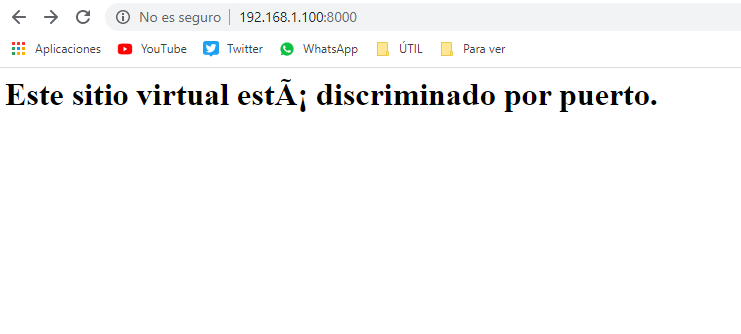 No es seguro 192.168.1.100:8000
Aplicaciones YouTube Twitter WhatsApp ÚTIL Para ver
Este sitio virtual estÃ¡ discriminado por puerto.